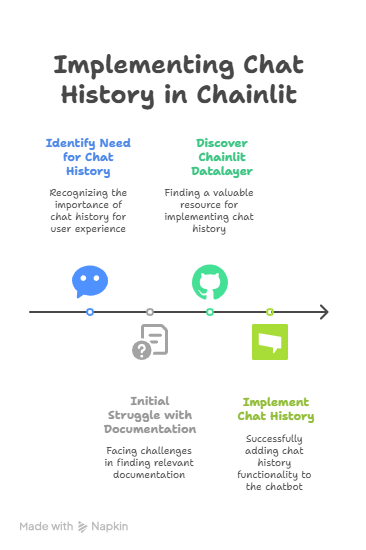 Implementing Chat
History in Chainlit
Identify Need
for Chat
History
Recognizing the
importance of
chat history for
user experience
Discover
Chainlit
Datalayer
Finding a valuable
resource for
implementing chat
history
?
Initial
Struggle with
Documentation
Facing challenges
in finding relevant
documentation
Implement
Chat History
Successfully
adding chat
history
functionality to
the chatbot
Made with Napkin